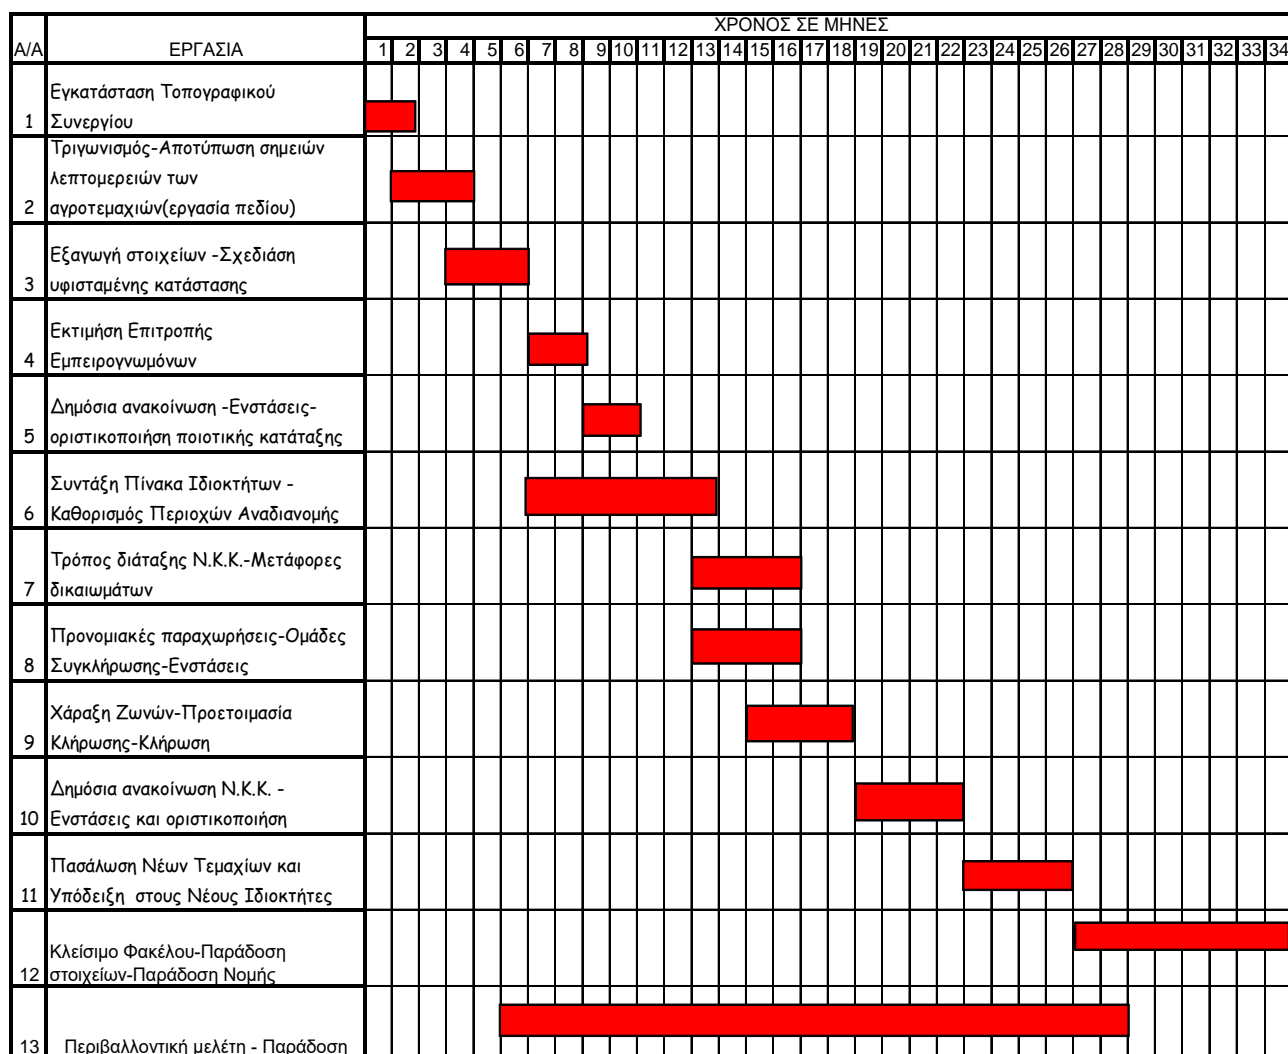 ΧΡΟΝΟΣ ΣΕ ΜΗΝΕΣ
Α/Α ΕΡΓΑΣΙΑ 1 2 3 4 5 6 7 8 9 10 11 12 13 14 15 16 17 18 19 20 21 22 23 24 25 26 27 28 29 30 31 32 33 34
Εγκατάσταση Τοπογραφικού
1 Συνεργίου
Τριγωνισμός-Αποτύπωση σημειών
λεπτομερειών των
2 αγροτεμαχιών(εργασία πεδίου)
Εξαγωγή στοιχείων -Σχεδιάση
3 υφισταμένης κατάστασης
Εκτιμήση Επιτροπής
4 Εμπειρογνωμόνων
Δημόσια ανακοίνωση -Ενστάσεις-
5 οριστικοποιήση ποιοτικής κατάταξης
Συντάξη Πίνακα Ιδιοκτήτων -
6 Καθορισμός Περιοχών Αναδιανομής
Τρόπος διάταξης Ν.Κ.Κ.-Μετάφορες
7 δικαιωμάτων
Προνομιακές παραχωρήσεις-Ομάδες
8 Συγκλήρωσης-Ενστάσεις
Χάραξη Ζωνών-Προετοιμασία
9 Κλήρωσης-Κλήρωση
Δημόσια ανακοίνωση Ν.Κ.Κ. -
10 Ενστάσεις και οριστικοποιήση
Πασάλωση Νέων Τεμαχίων και
11 Υπόδειξη στους Νέους Ιδιοκτήτες
Κλείσιμο Φακέλου-Παράδοση
12 στοιχείων-Παράδοση Νομής
13 Περιβαλλοντική μελέτη - Παράδοση